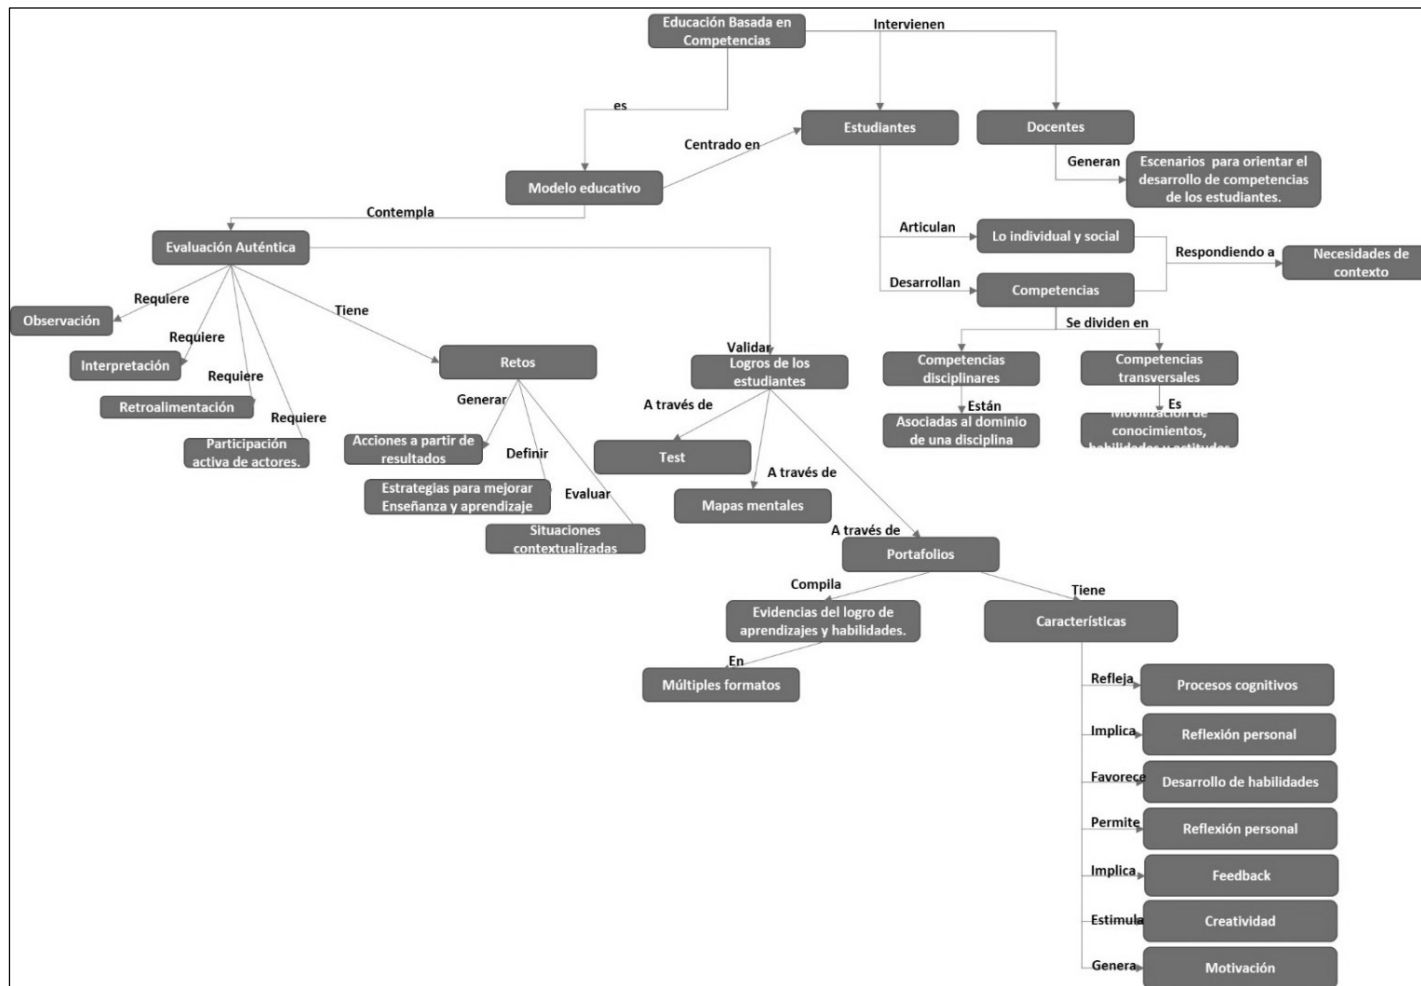 Educación Basada en
Competencias
Intervienen
es
Estudiantes
Docentes
Centrado en
Generan
Escenarios para orientar el
desarrollo de competencias
de los estudiantes.
Modelo educativo
Contempla
Evaluación Auténtica
Articulan
Lo individual y social
Respondiendo a
Necesidades de
contexto
Desarrollan
Competencias
Requiere
Observación
Tiene
Se dividen en
Requiere
Interpretación
Validar
Retos
Logros de los
estudiantes
Competencias
disciplinares
Competencias
transversales
Requiere
Retroalimentación
Generar
A través de
Están
Es
Requiere
Asociadas al dominio
de una disciplina
Movilización de
conocimientos,
habilidades y actitudes
Participación
activa de actores.
Acciones a partir de
resultados
Definir
Test
A través de
Estrategias para mejorar
Enseñanza y aprendizaje
Evaluar
Mapas mentales
Situaciones
contextualizadas
A través de
Portafolios
Compila
Tiene
Evidencias del logro de
aprendizajes y habilidades.
Características
En
Múltiples formatos
Refleja
Procesos cognitivos
Implica
Reflexión personal
Favorece
Desarrollo de habilidades
Permite
Reflexión personal
Implica
Feedback
Estimula
Creatividad
Genera
Motivación